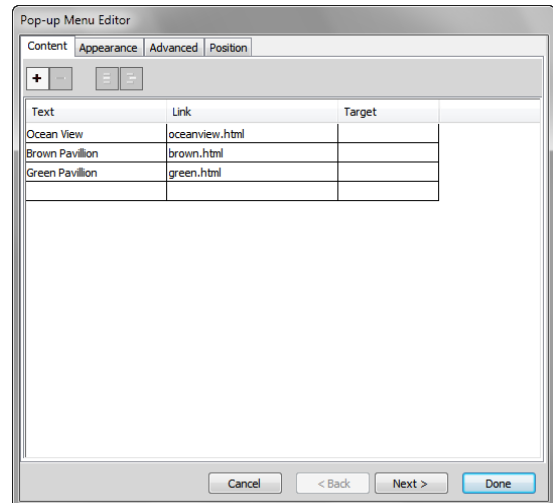 Pop-up Menu Editor
Content Appearance Advanced Position
+ -
Text Link Target
Ocean View oceanview.html
Brown Pavillion brown.html
Green Pavillion green.html
Cancel < Back Next > Done